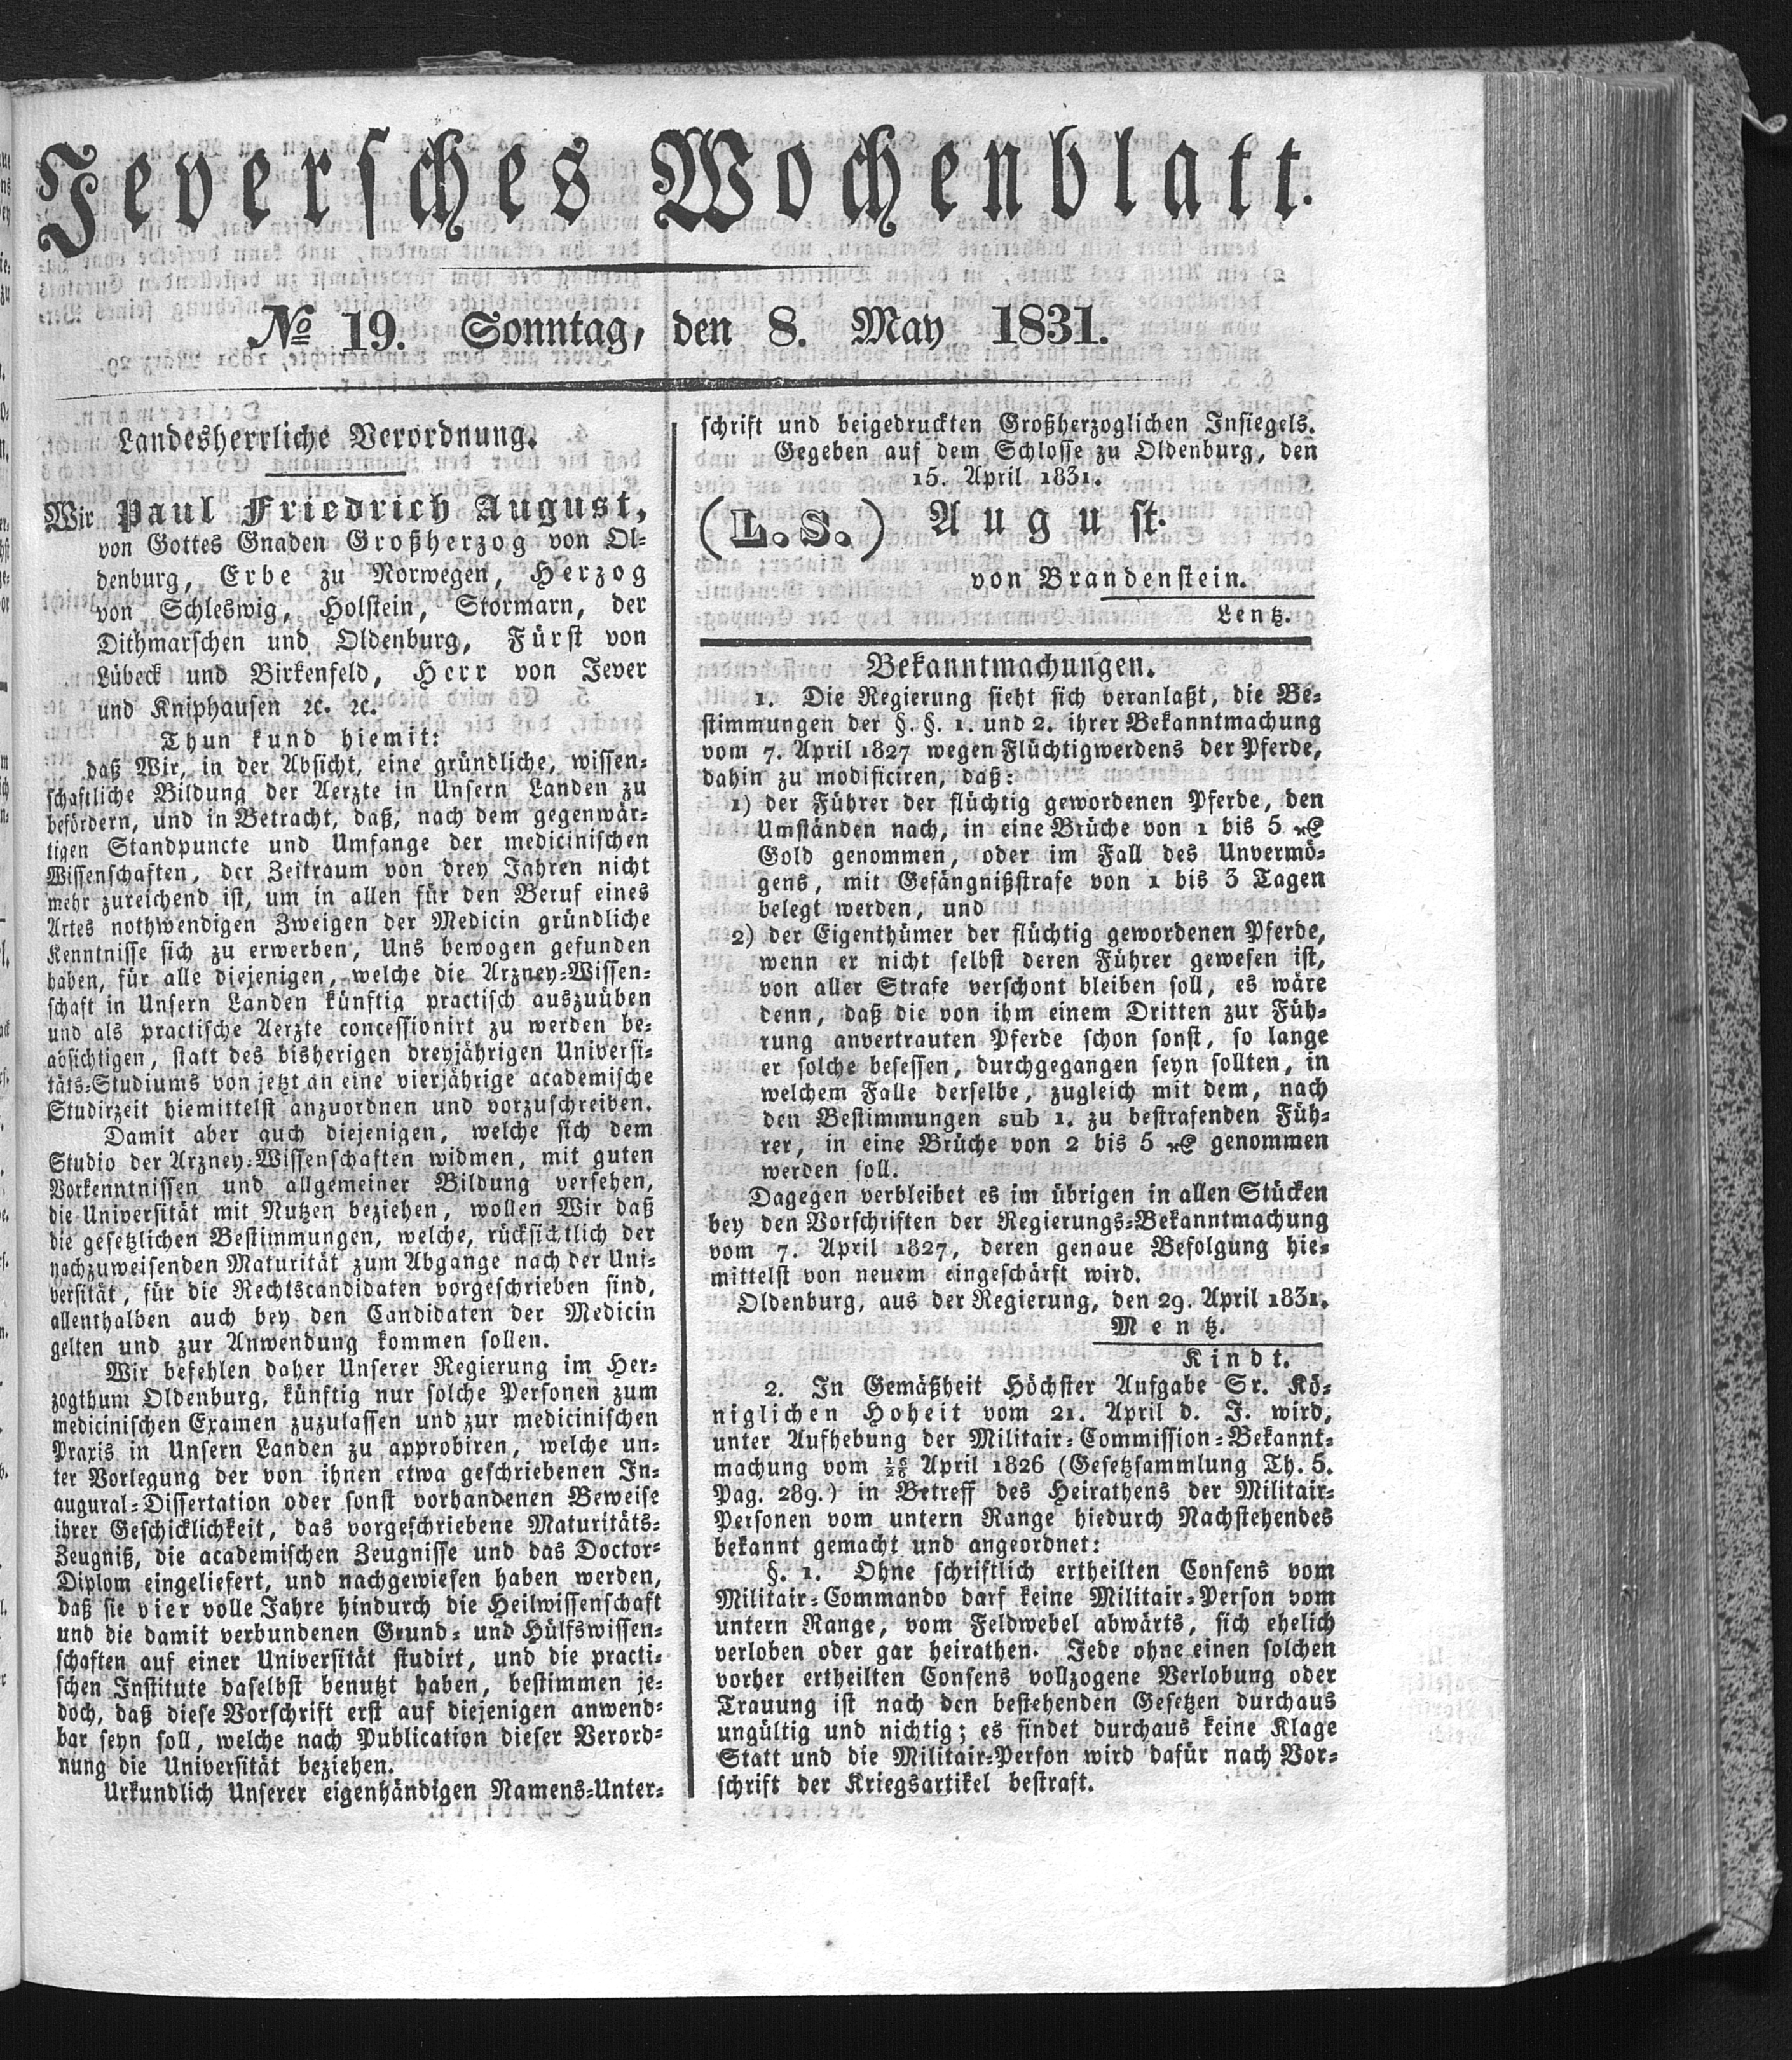 Jeversches Wochenblatt.
No 19. Sonntag, den 8. May 1831.
Landesherrliche Verordnung.
Wir Paul Friedrich August,
von Gottes Gnaden Großherzog von Ol-
denburg, Erbe zu Norwegen, Herzog
von Schleswig, Holstein, Stormarn, der
Dithmarschen und Oldenburg, Fürst von
Lübeck und Birkenfeld, Herr von Jever
und Kniphausen ꝛc. ꝛc.
Thun kund hiemit:
daß Wir, in der Absicht, eine gründliche, wissen-
schaftliche Bildung der Aerzte in Unsern Landen zu
befördern, und in Betracht, daß, nach dem gegenwär-
tigen Standpuncte und Umfange der medicinischen
Wissenschaften, der Zeitraum von drey Jahren nicht
mehr zureichend ist, um in allen für den Beruf eines
Artes nothwendigen Zweigen der Medicin gründliche
Kenntnisse sich zu erwerben, Uns bewogen gefunden
haben, für alle diejenigen, welche die Arzney-Wissen-
schaft in Unsern Landen künftig practisch auszuüben
und als practische Aerzte concessionirt zu werden be-
absichtigen, statt des bisherigen dreyjährigen Universi-
täts-Studiums von jetzt an eine vierjährige academische
Studirzeit hiemittelst anzuordnen und vorzuschreiben.
Damit aber auch diejenigen, welche sich dem
Studio der Arzney-Wissenschaften widmen, mit guten
Vorkenntnissen und allgemeiner Bildung versehen,
die Universität mit Nutzen beziehen, wollen Wir daß
die gesetzlichen Bestimmungen, welche, rücksichtlich der
nachzuweisenden Maturität zum Abgange nach der Uni-
versität, für die Rechtscandidaten vorgeschrieben sind,
allenthalben auch bey den Candidaten der Medicin
gelten und zur Anwendung kommen sollen.
Wir befehlen daher Unserer Regierung im Her-
zogthum Oldenburg, künftig nur solche Personen zum
medicinischen Examen zuzulassen und zur medicinischen
Praxis in Unsern Landen zu approbiren, welche un-
ter Vorlegung der von ihnen etwa geschriebenen In-
augural-Dissertation oder sonst vorhandenen Beweise
ihrer Geschicklichkeit, das vorgeschriebene Maturitäts-
Zeugniß, die academischen Zeugnisse und das Doctor-
Diplom eingeliefert, und nachgewiesen haben werden,
daß sie vier volle Jahre hindurch die Heilwissenschaft
und die damit verbundenen Grund- und Hülfswissen-
schaften auf einer Universität studirt, und die practi-
schen Institute daselbst benutzt haben, bestimmen je-
doch, daß diese Vorschrift erst auf diejenigen anwend-
bar seyn soll, welche nach Publication dieser Verord-
nung die Universität beziehen.
Urkundlich Unserer eigenhändigen Namens-Unter-
schrift und beigedruckten Großherzoglichen Insiegels.
Gegeben auf dem Schlosse zu Oldenburg, den
15. April 1831.
(L. S.) August.
von Brandenstein.
Lentz.
Bekanntmachungen.
1. Die Regierung sieht sich veranlaßt, die Be-
stimmungen der §. §. 1. und 2. ihrer Bekanntmachung
vom 7. April 1827 wegen Flüchtigwerdens der Pferde,
dahin zu modificiren, daß:
1) der Führer der flüchtig gewordenen Pferde, den
Umständen nach, in eine Brüche von 1 bis 5 rℓ
Gold genommen, oder im Fall des Unvermö-
gens, mit Gefängnißstrafe von 1 bis 3 Tagen
belegt werden, und
2) der Eigenthümer der flüchtig gewordenen Pferde,
wenn er nicht selbst deren Führer gewesen ist,
von aller Strafe verschont bleiben soll, es wäre
denn, daß die von ihm einem Dritten zur Füh-
rung anvertrauten Pferde schon sonst, so lange
er solche besessen, durchgegangen seyn sollten, in
welchem Falle derselbe, zugleich mit dem, nach
den Bestimmungen sub 1. zu bestrafenden Füh-
rer, in eine Brüche von 2 bis 5 rℓ genommen
werden soll.
Dagegen verbleibet es im übrigen in allen Stücken
bey den Vorschriften der Regierungs-Bekanntmachung
vom 7. April 1827, deren genaue Befolgung hie-
mittelst von neuem eingeschärft wird.
Oldenburg, aus der Regierung, den 29. April 1831.
Mentz.
Kindt.
2. In Gemäßheit Höchster Aufgabe Sr. Kö-
niglichen Hoheit vom 21. April d. J. wird,
unter Aufhebung der Militair-Commission-Bekannt-
machung vom April 1826 (Gesetzsammlung Th. 5.
Pag. 289.) in Betreff des Heirathens der Militair-
Personen vom untern Range hiedurch Nachstehendes
bekannt gemacht und angeordnet:
§. 1. Ohne schriftlich ertheilten Consens vom
Militair-Commando darf keine Militair-Person vom
untern Range, vom Feldwebel abwärts, sich ehelich
verloben oder gar heirathen. Jede ohne einen solchen
vorher ertheilten Consens vollzogene Verlobung oder
Trauung ist nach den bestehenden Gesetzen durchaus
ungültig und nichtig; es findet durchaus keine Klage
Statt und die Militair-Person wird dafür nach Vor-
schrift der Kriegsartikel bestraft.